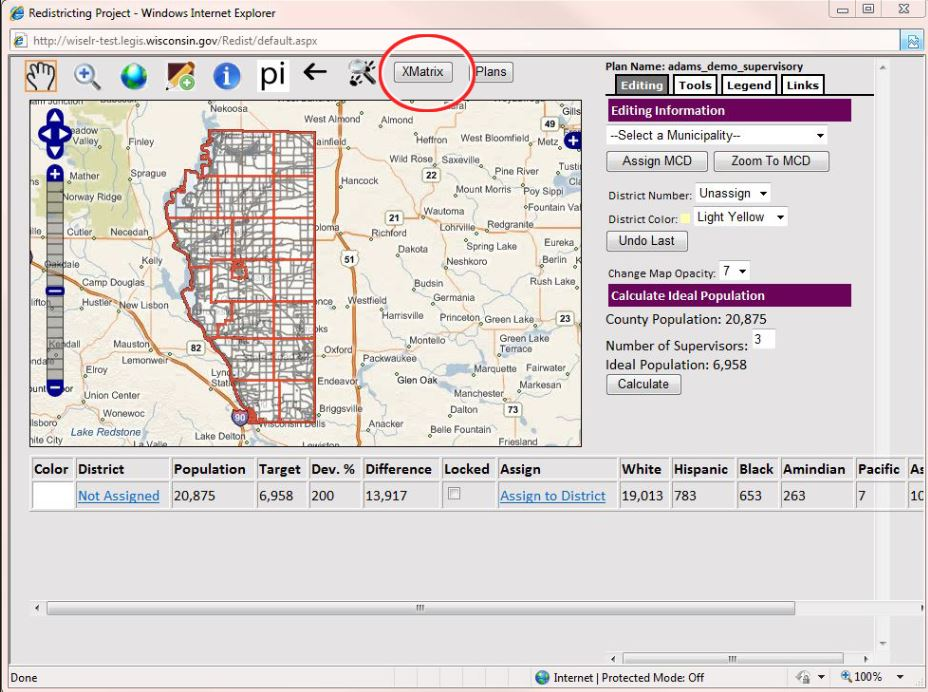 Redistricting Project - Windows Internet Explorer
http://wiselr-test.legis.wisconsin.gov/Redist/default.aspx
pi
XMatrix
Plans
Plan Name: adams_demo_supervisory
Editing Tools Legend Links
Editing Information
--Select a Municipality--
Assign MCD Zoom To MCD
District Number: Unassign
District Color: Light Yellow
Undo Last
Change Map Opacity: 7
Calculate Ideal Population
County Population: 20,875
Number of Supervisors: 3
Ideal Population: 6,958
Calculate
Nekoosa
West Almond
Almond
49
Valley
Finley
ainfield
Heffron
West Bloomfield
Metz
Wild Rose
Saxeville
Mather
Sprague
Hancock
22
Pine River
Tustin
Norway Ridge
Mount Morris
Poy Sippi
Wautoma
Fountain Val
Cutler
Necedah
loma
21
Richford
Lohrville
Redgranite
Oakdale
Kelly
51
Dakota
Spring Lake
Eureka
Neshkoro
Berlin
Camp Douglas
Budsin
Rush Lake
Hustler
New Lisbon
Westfield
Germania
Harrisville
Princeton
Green Lake
23
Kendall
Mauston
82
Montello
Green Lake
Terrace
Lemonweir
Oxford
Packwaukee
Elroy
Marquette
Fairwater
Endeavor
Glen Oak
Markesan
Union Center
Manchester
Wonewoc
Briggsville
Dalton
73
90
Wisconsin Dells
Anacker
Belle Fountain
Lake Redstone
La Valle
Lake Delton
Lewiston
Friesland
Color District Population Target Dev. % Difference Locked Assign White Hispanic Black Amindian Pacific As
Not Assigned 20,875 6,958 200 13,917 Assign to District 19,013 783 653 263 7 10
Done
Internet | Protected Mode: Off
100%